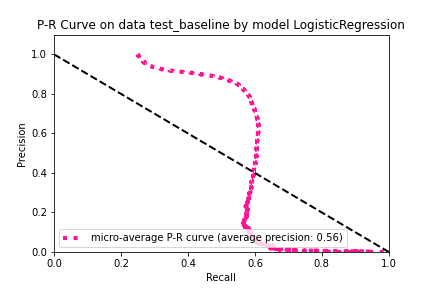 P-R Curve on data test_baseline by model LogisticRegression
1.0
0.8
0.6
0.4
0.2
0.0
Precision
micro-average P-R curve (average precision: 0.56)
0.0 0.2 0.4 0.6 0.8 1.0
Recall